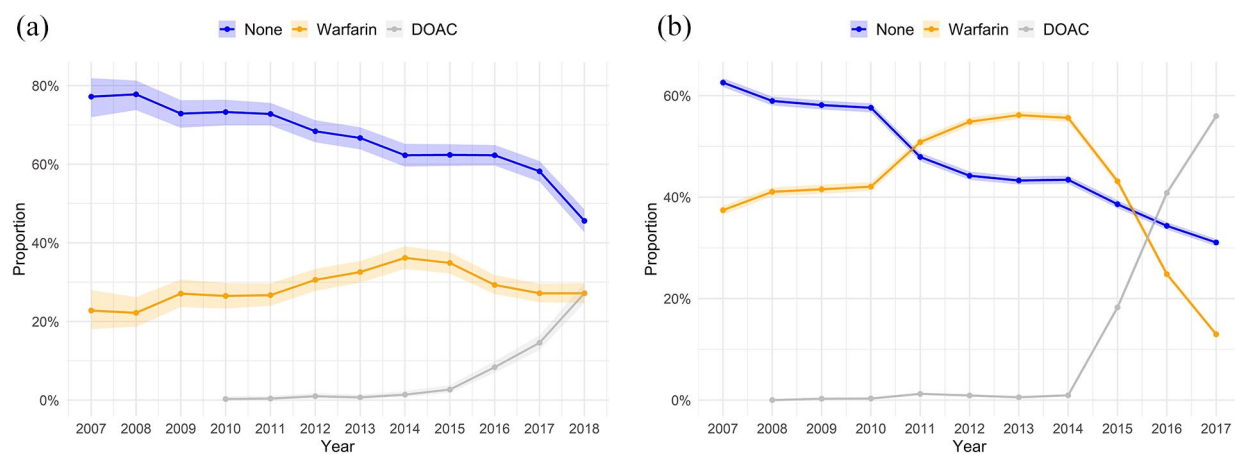 (a)
None Warfarin DOAC
80%
60%
40%
20%
0%
Proportion
2007 2008 2009 2010 2011 2012 2013 2014 2015 2016 2017 2018
Year
(b)
None Warfarin DOAC
60%
40%
20%
0%
Proportion
2007 2008 2009 2010 2011 2012 2013 2014 2015 2016 2017
Year